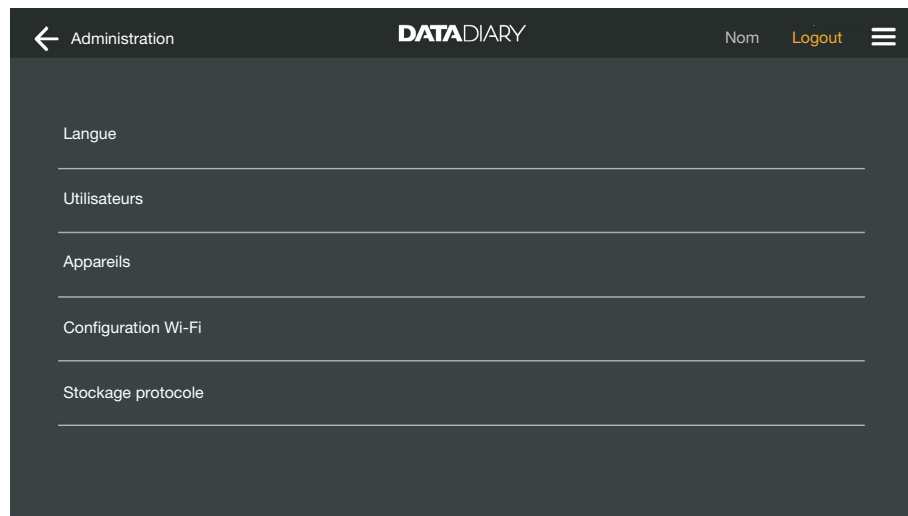 Administration
DATADIARY
Nom
Logout
Langue
Utilisateurs
Appareils
Configuration Wi-Fi
Stockage protocole